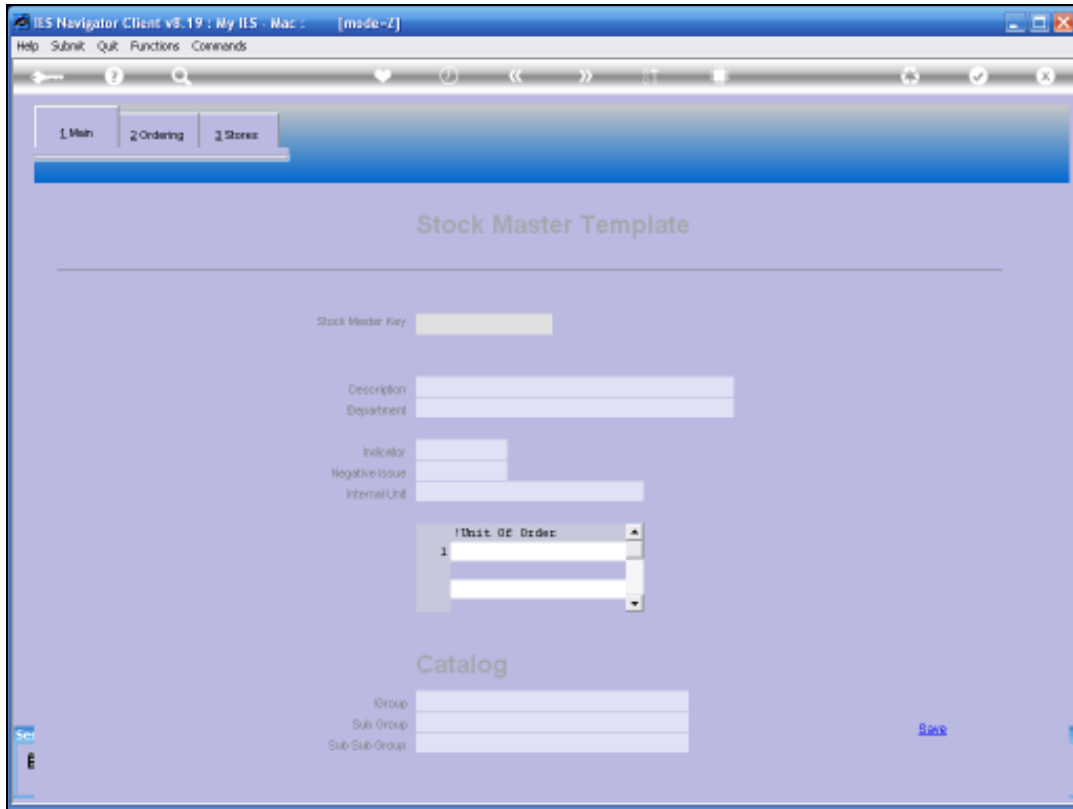 IES Navigator Client v8.19 : My IES - Mac : [mode=Z]
Help Submit Quit Functions Commands
1 Main 2 Ordering 3 Stores
Stock Master Template
Stock Master Key
Description
Department
Indicator
Negative Issue
Internal Unit
!Unit Of Order
1
Catalog
!Group
Sub Group
Sub Sub Group
Save